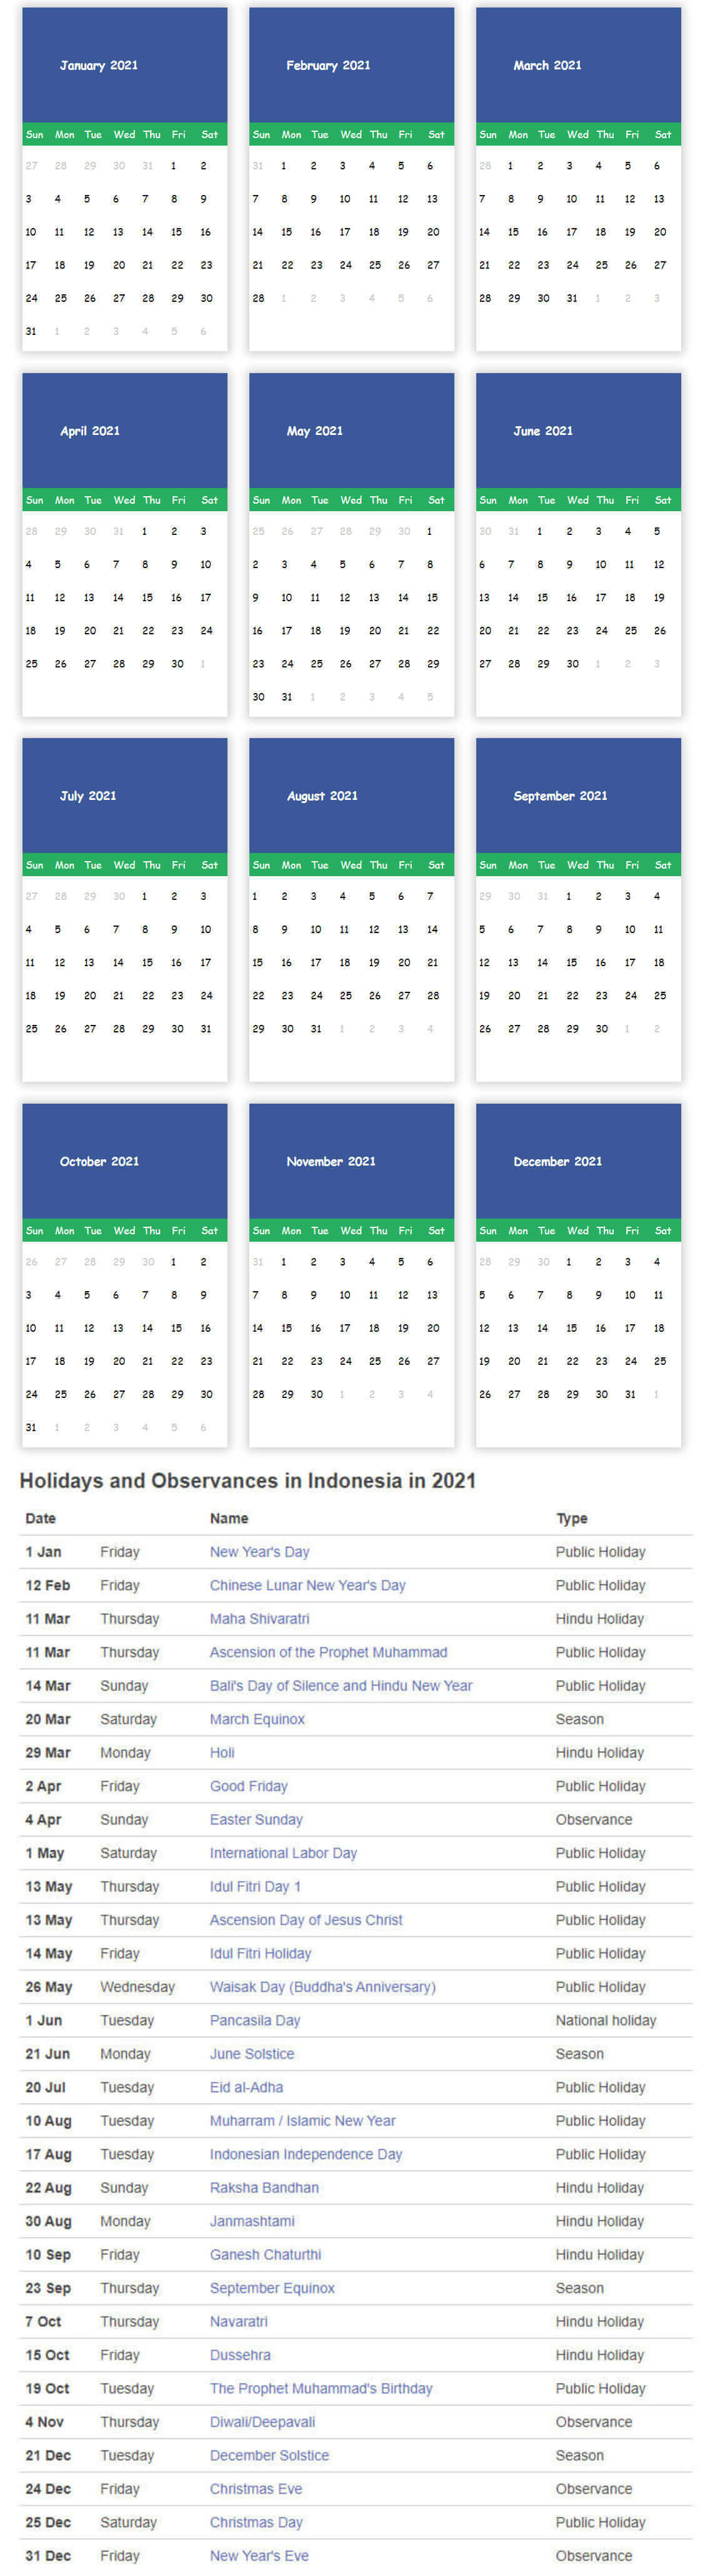 January 2021 February 2021 March 2021
Sun Mon Tue Wed Thu Fri Sat Sun Mon Tue Wed Thu Fri Sat Sun Mon Tue Wed Thu Fri Sat
27 28 29 30 31 1 2 31 1 2 3 4 5 6 28 1 2 3 4 5 6
3 4 5 6 7 8 9 7 8 9 10 11 12 13 7 8 9 10 11 12 13
10 11 12 13 14 15 16 14 15 16 17 18 19 20 14 15 16 17 18 19 20
17 18 19 20 21 22 23 21 22 23 24 25 26 27 21 22 23 24 25 26 27
24 25 26 27 28 29 30 28 1 2 3 4 5 6 28 29 30 31 1 2 3
31 1 2 3 4 5 6
April 2021 May 2021 June 2021
Sun Mon Tue Wed Thu Fri Sat Sun Mon Tue Wed Thu Fri Sat Sun Mon Tue Wed Thu Fri Sat
28 29 30 31 1 2 3 25 26 27 28 29 30 1 30 31 1 2 3 4 5
4 5 6 7 8 9 10 2 3 4 5 6 7 8 6 7 8 9 10 11 12
11 12 13 14 15 16 17 9 10 11 12 13 14 15 13 14 15 16 17 18 19
18 19 20 21 22 23 24 16 17 18 19 20 21 22 20 21 22 23 24 25 26
25 26 27 28 29 30 1 23 24 25 26 27 28 29 27 28 29 30 1 2 3
30 31 1 2 3 4 5
July 2021 August 2021 September 2021
Sun Mon Tue Wed Thu Fri Sat Sun Mon Tue Wed Thu Fri Sat Sun Mon Tue Wed Thu Fri Sat
27 28 29 30 1 2 3 1 2 3 4 5 6 7 29 30 31 1 2 3 4
4 5 6 7 8 9 10 8 9 10 11 12 13 14 5 6 7 8 9 10 11
11 12 13 14 15 16 17 15 16 17 18 19 20 21 12 13 14 15 16 17 18
18 19 20 21 22 23 24 22 23 24 25 26 27 28 19 20 21 22 23 24 25
25 26 27 28 29 30 31 29 30 31 1 2 3 4 26 27 28 29 30 1 2
October 2021 November 2021 December 2021
Sun Mon Tue Wed Thu Fri Sat Sun Mon Tue Wed Thu Fri Sat Sun Mon Tue Wed Thu Fri Sat
26 27 28 29 30 1 2 31 1 2 3 4 5 6 28 29 30 1 2 3 4
3 4 5 6 7 8 9 7 8 9 10 11 12 13 5 6 7 8 9 10 11
10 11 12 13 14 15 16 14 15 16 17 18 19 20 12 13 14 15 16 17 18
17 18 19 20 21 22 23 21 22 23 24 25 26 27 19 20 21 22 23 24 25
24 25 26 27 28 29 30 28 29 30 1 2 3 4 26 27 28 29 30 31 1
31 1 2 3 4 5 6
Holidays and Observances in Indonesia in 2021
Date Name Type
1 Jan Friday New Year's Day Public Holiday
12 Feb Friday Chinese Lunar New Year's Day Public Holiday
11 Mar Thursday Maha Shivaratri Hindu Holiday
11 Mar Thursday Ascension of the Prophet Muhammad Public Holiday
14 Mar Sunday Bali's Day of Silence and Hindu New Year Public Holiday
20 Mar Saturday March Equinox Season
29 Mar Monday Holi Hindu Holiday
2 Apr Friday Good Friday Public Holiday
4 Apr Sunday Easter Sunday Observance
1 May Saturday International Labor Day Public Holiday
13 May Thursday Idul Fitri Day 1 Public Holiday
13 May Thursday Ascension Day of Jesus Christ Public Holiday
14 May Friday Idul Fitri Holiday Public Holiday
26 May Wednesday Waisak Day (Buddha's Anniversary) Public Holiday
1 Jun Tuesday Pancasila Day National holiday
21 Jun Monday June Solstice Season
20 Jul Tuesday Eid al-Adha Public Holiday
10 Aug Tuesday Muharram / Islamic New Year Public Holiday
17 Aug Tuesday Indonesian Independence Day Public Holiday
22 Aug Sunday Raksha Bandhan Hindu Holiday
30 Aug Monday Janmashtami Hindu Holiday
10 Sep Friday Ganesh Chaturthi Hindu Holiday
23 Sep Thursday September Equinox Season
7 Oct Thursday Navaratri Hindu Holiday
15 Oct Friday Dussehra Hindu Holiday
19 Oct Tuesday The Prophet Muhammad's Birthday Public Holiday
4 Nov Thursday Diwali/Deepavali Observance
21 Dec Tuesday December Solstice Season
24 Dec Friday Christmas Eve Observance
25 Dec Saturday Christmas Day Public Holiday
31 Dec Friday New Year's Eve Observance